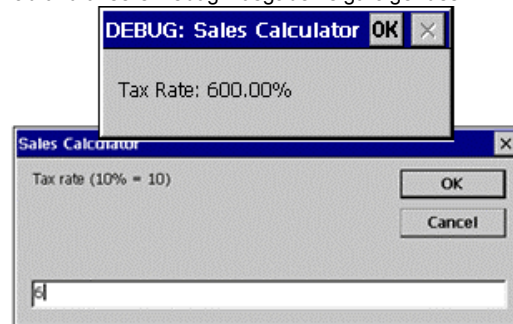 DEBUG: Sales Calculator OK
Tax Rate: 600.00%
Sales Calculator
Tax rate (10% = 10)
OK
Cancel
6